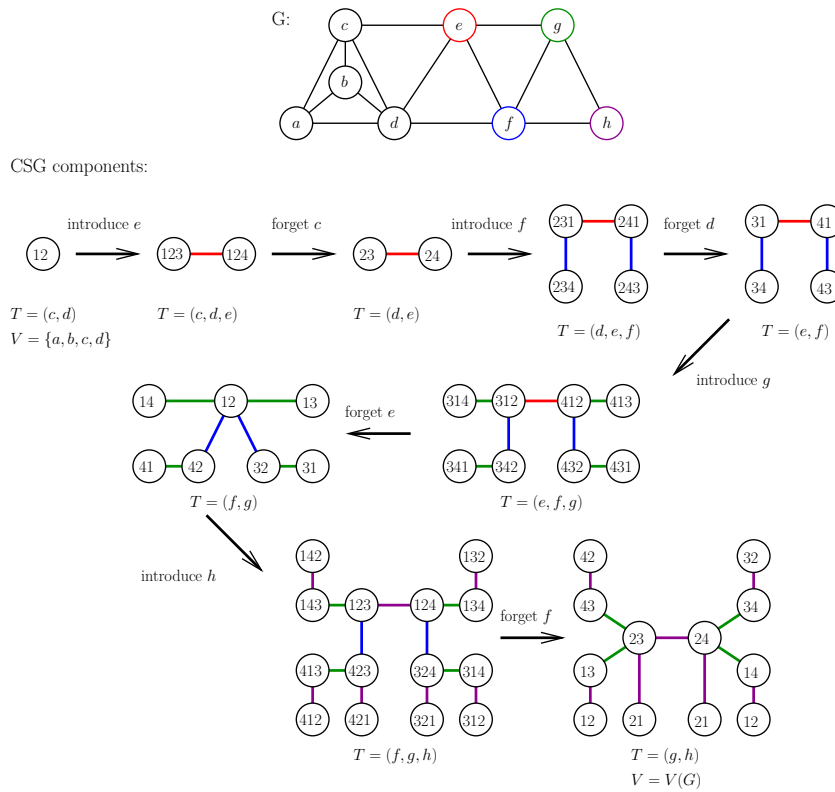 G:
c e g
b
a d f h
CSG components:
introduce e forget c introduce f forget d
231 241 31 41
12 123 124 23 24
234 243 34 43
T = (c, d) T = (c, d, e) T = (d, e) T = (d, e, f) T = (e, f)
V = {a, b, c, d}
introduce g
14 12 13 forget e 314 312 412 413
41 42 32 31 341 342 432 431
T = (f, g) T = (e, f, g)
introduce h
142 132 42 32
143 123 124 134 forget f 43 34
23 24
413 423 324 314 13 14
412 421 321 312 12 21 21 12
T = (f, g, h) T = (g, h)
V = V(G)